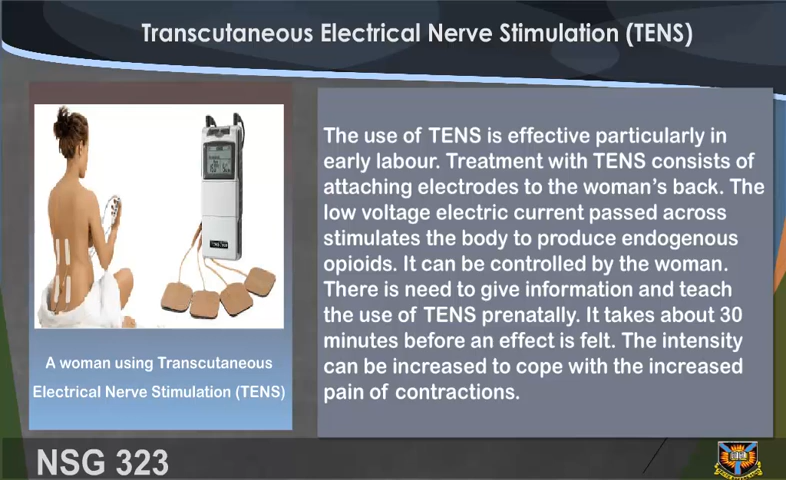 Transcutaneous Electrical Nerve Stimulation (TENS)
The use of TENS is effective particularly in
early labour. Treatment with TENS consists of
attaching electrodes to the woman's back. The
low voltage electric current passed across
stimulates the body to produce endogenous
opioids. It can be controlled by the woman.
There is need to give information and teach
the use of TENS prenatally. It takes about 30
minutes before an effect is felt. The intensity
can be increased to cope with the increased
pain of contractions.
A woman using Transcutaneous
Electrical Nerve Stimulation (TENS)
NSG 323